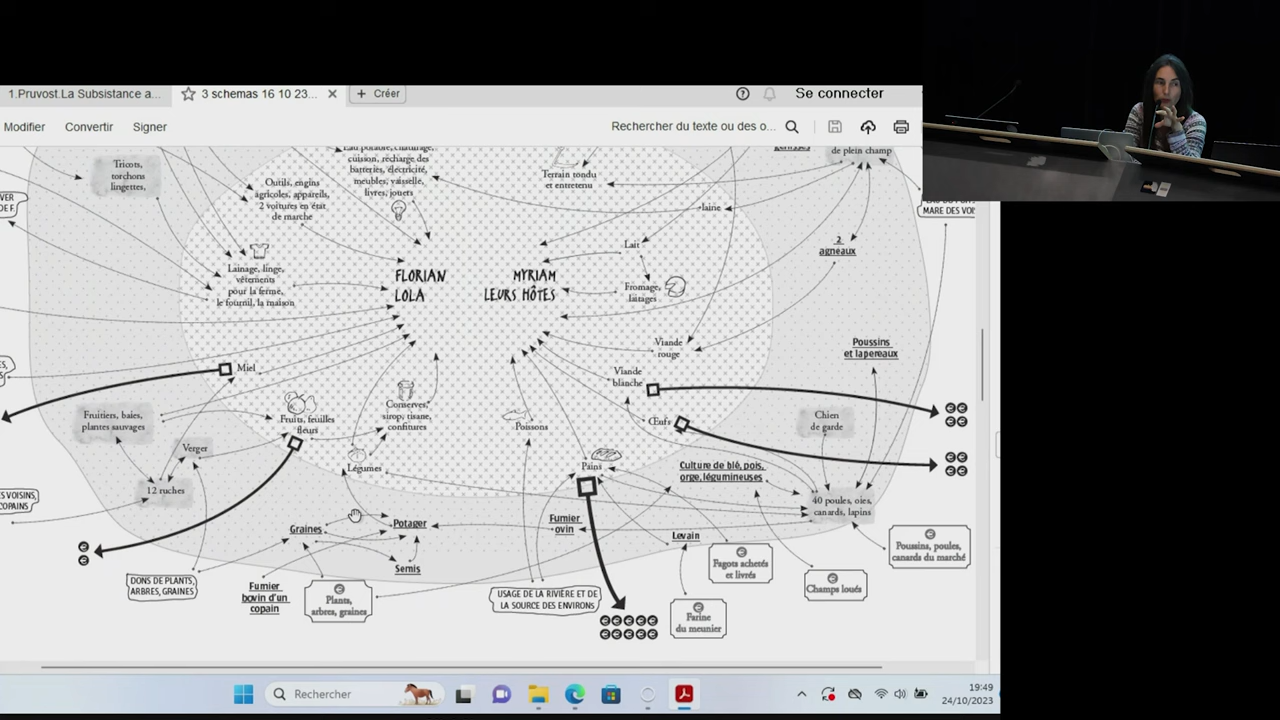 1.Pruvost.La Subsistance a...
3 schemas 16 10 23...
Créer
Se connecter
Modifier
Convertir
Signer
Rechercher du texte ou des o...
Tricots,
torchons
lingettes,
Outils, engins
agricoles, appareils,
2 voitures en état
de marche
Eau potable, chauffage,
cuisson, recharge des
batteries, électricité,
meubles, vaisselle,
livres, jouets
Terrain tondu
et entretenu
de plein champ
laine
MARE DES VOI
2
agneaux
Lait
Lainage, linge,
vêtements
pour la ferme,
le fournil, la maison
FLORIAN
LOLA
MYRIAM
LEURS HÔTES
Fromage,
laitages
Viande
rouge
Poussins
et lapereaux
Miel
Viande
blanche
Fruitiers, baies,
plantes sauvages
Fruits, feuilles
fleurs
Conserves,
sirop, tisane,
confitures
Poissons
Œufs
Chien
de garde
Verger
Légumes
Pains
Culture de blé, pois,
orge, légumineuses
12 ruches
ES VOISINS,
COPAINS
40 poules, oies,
canards, lapins
Graines
Potager
Fumier
ovin
Levain
Poussins, poules,
canards du marché
Semis
Fagots achetés
et livrés
DONS DE PLANTS,
ARBRES, GRAINES
Fumier
bovin d'un
copain
Plants,
arbres, graines
USAGE DE LA RIVIÈRE ET DE
LA SOURCE DES ENVIRONS
Champs loués
Farine
du meunier
Rechercher
19:49
24/10/2023